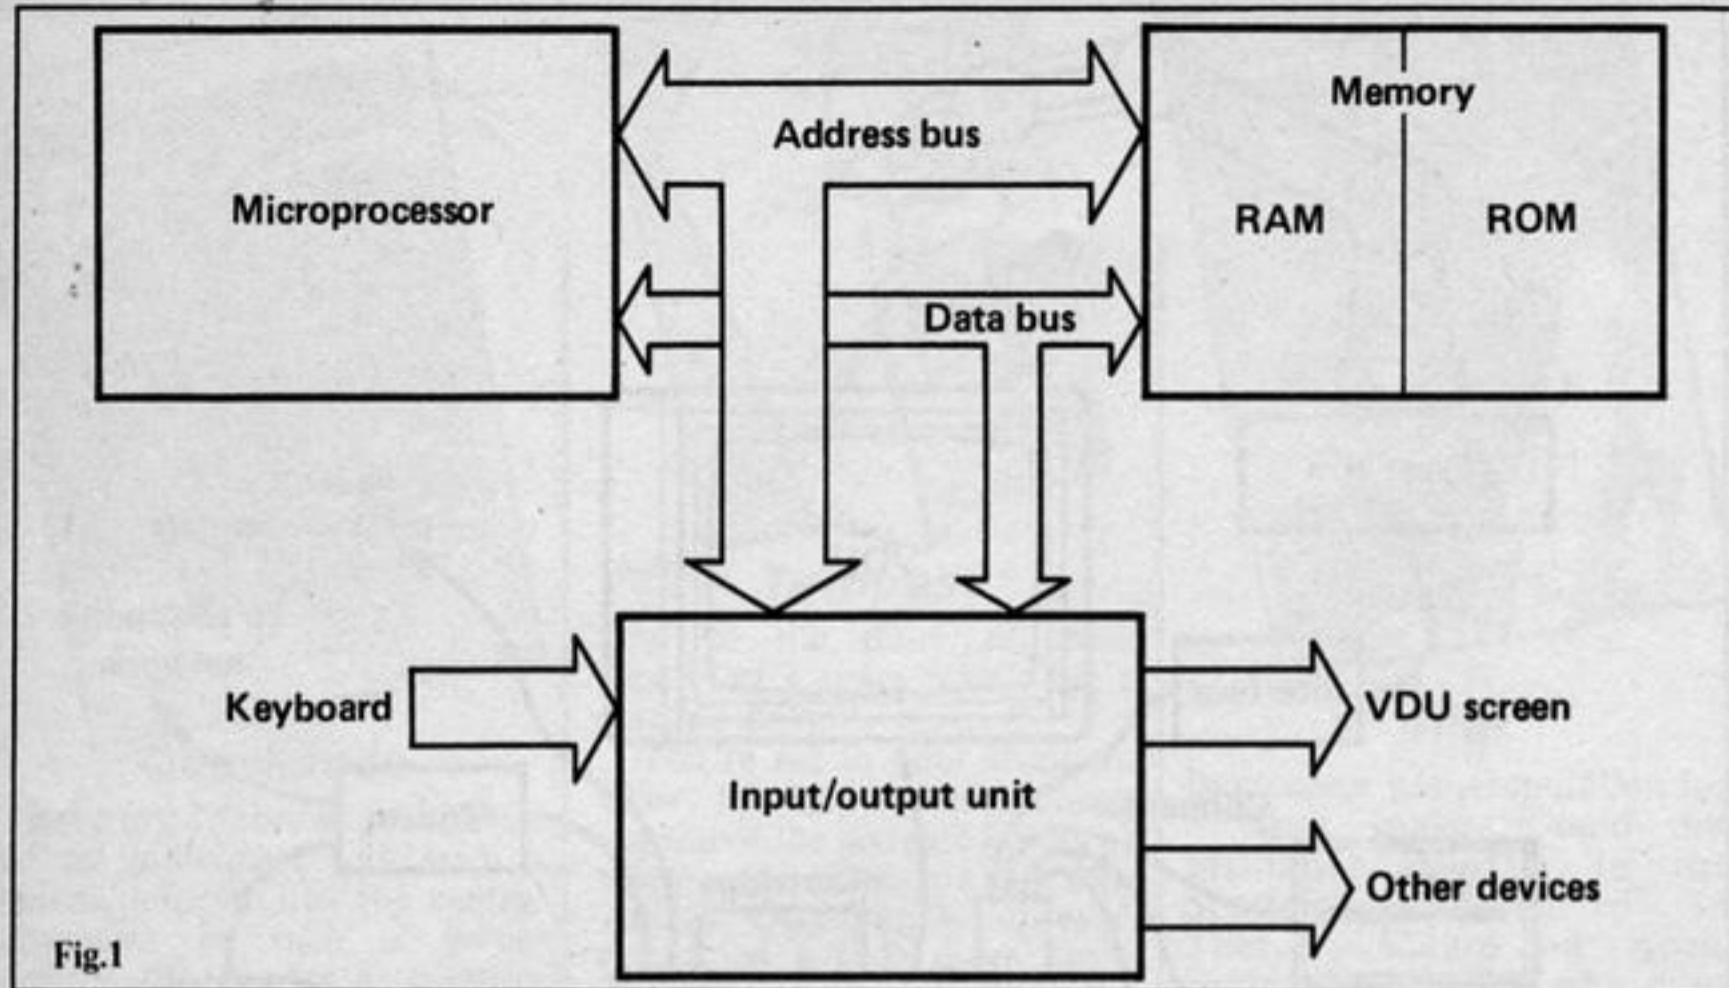 Microprocessor
Address bus
Memory
RAM
ROM
Data bus
Keyboard
Input/output unit
VDU screen
Other devices
Fig.1